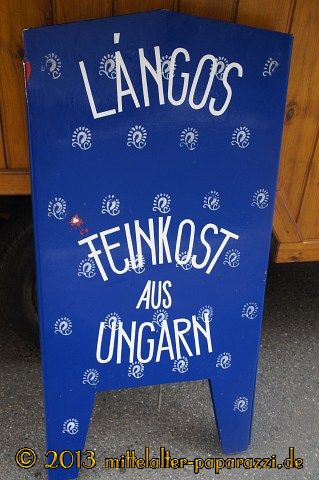 LÁNGOS
FEINKOST
AUS
UNGARN
© 2013 mittelalter-paparazzi.de